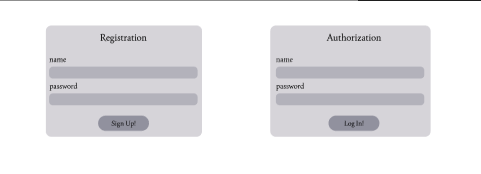 Registration
name
password
Sign Up!
Authorization
name
password
Log In!